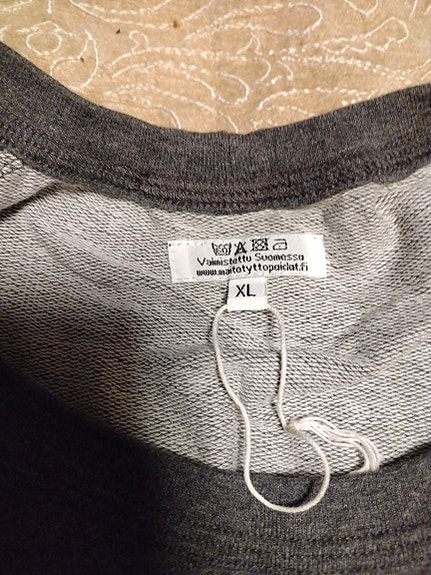 Valmistettu Suomessa
www.maitotyttopaidat.fi
XL